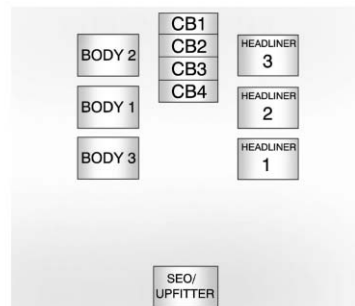 CB1
CB2
CB3
CB4
BODY 2
BODY 1
BODY 3
HEADLINER
3
HEADLINER
2
HEADLINER
1
SEO/
UPFITTER